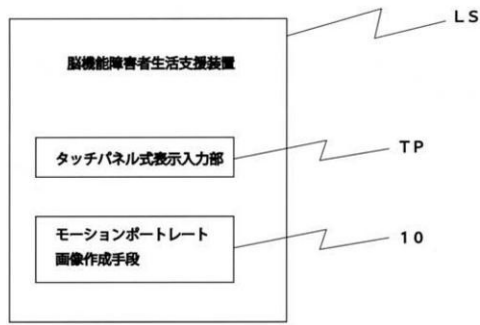 LS
脳機能障害者生活支援装置
タッチパネル式表示入力部
TP
モーションポートレート
画像作成手段
10